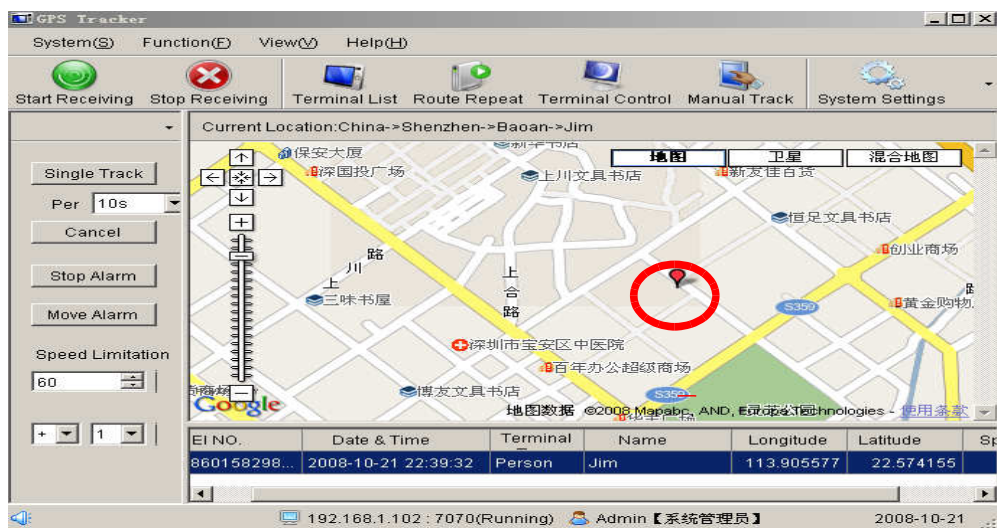 GPS Tracker
System(S) Function(F) View(V) Help(H)
Start Receiving Stop Receiving Terminal List Route Repeat Terminal Control Manual Track System Settings
Current Location:China->Shenzhen->Baoan->Jim
保安大厦
地图 卫星 混合地图
深国投广场
上川文具书店
新友佳百货
Single Track
Per 10s
恒足文具书店
Cancel
创业商场
上川路
Stop Alarm
三味书屋
上合路
S359
黄金购物
Move Alarm
深圳市宝安区中医院
Speed Limitation
百年办公超级商场
60
博友文具书店
S359
Google
地图数据 ©2008 Mapabc, AND, Europa Technologies - 使用条款
+ 1
EI NO. Date & Time Terminal Name Longitude Latitude Sp
860158298... 2008-10-21 22:39:32 Person Jim 113.905577 22.574155
192.168.1.102 : 7070(Running) Admin【系统管理员】 2008-10-21